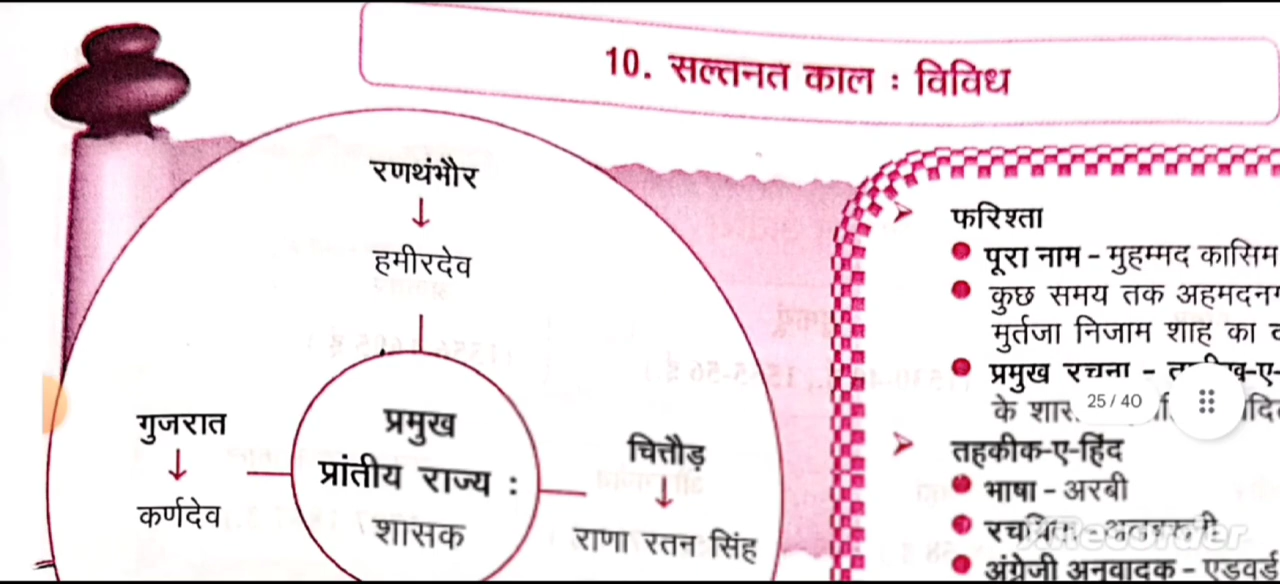 10. सल्तनत काल : विविध
रणथंभौर
↓
हमीरदेव
गुजरात
↓
कर्णदेव
प्रमुख
प्रांतीय राज्य :
शासक
चित्तौड़
↓
राणा रतन सिंह
➢ फरिश्ता
● पूरा नाम - मुहम्मद कासिम
● कुछ समय तक
मुर्तजा निजाम शाह का
● प्रमुख रचना -
के
25 / 40
➢ तहकीक-ए-हिंद
● भाषा - अरबी
●
● अंग्रेजी अनुवादक - एडवर्ड
XRecorder